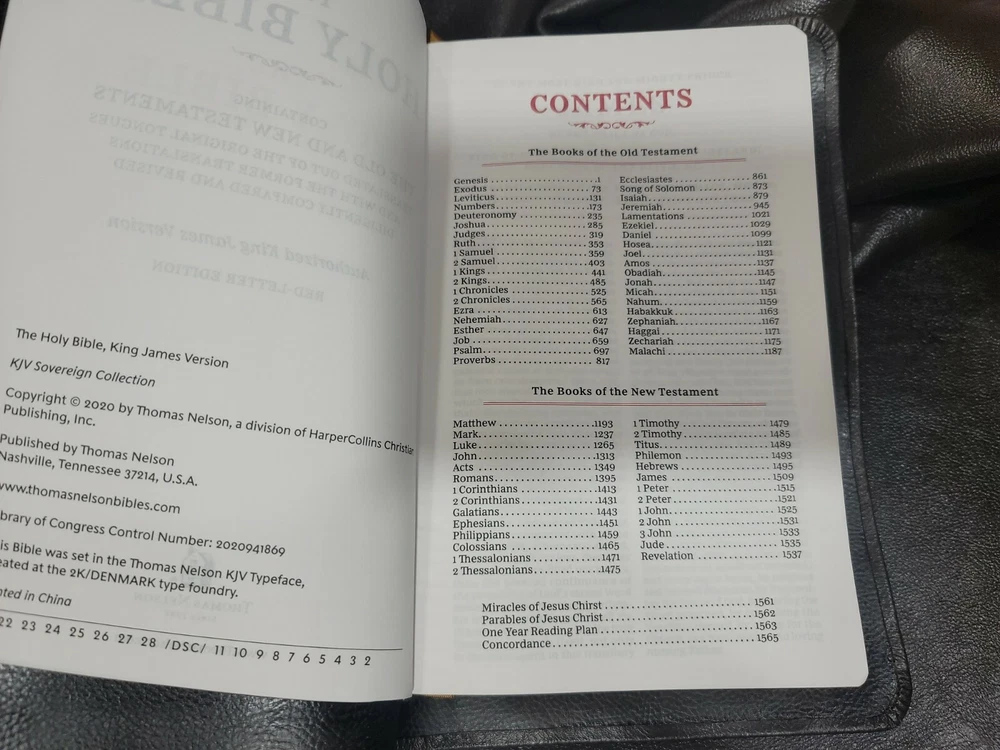 The Holy Bible, King James Version
KJV Sovereign Collection
Copyright © 2020 by Thomas Nelson, a division of HarperCollins Christian
Publishing, Inc.
Published by Thomas Nelson
Nashville, Tennessee 37214, U.S.A.
www.thomasnelsonbibles.com
Library of Congress Control Number: 2020941869
This Bible was set in the Thomas Nelson KJV Typeface,
created at the 2K/DENMARK type foundry.
Printed in China
22 23 24 25 26 27 28 /DSC/ 11 10 9 8 7 6 5 4 3 2
CONTENTS
The Books of the Old Testament
Genesis 1
Exodus 73
Leviticus 131
Numbers 173
Deuteronomy 235
Joshua 285
Judges 319
Ruth 353
1 Samuel 359
2 Samuel 403
1 Kings 441
2 Kings 485
1 Chronicles 525
2 Chronicles 565
Ezra 613
Nehemiah 627
Esther 647
Job 659
Psalm 697
Proverbs 817
Ecclesiastes 861
Song of Solomon 873
Isaiah 879
Jeremiah 945
Lamentations 1021
Ezekiel 1029
Daniel 1099
Hosea 1121
Joel 1131
Amos 1137
Obadiah 1145
Jonah 1147
Micah 1151
Nahum 1159
Habakkuk 1163
Zephaniah 1167
Haggai 1171
Zechariah 1175
Malachi 1187
The Books of the New Testament
Matthew 1193
Mark 1237
Luke 1265
John 1313
Acts 1349
Romans 1395
1 Corinthians 1413
2 Corinthians 1431
Galatians 1443
Ephesians 1451
Philippians 1459
Colossians 1465
1 Thessalonians 1471
2 Thessalonians 1475
1 Timothy 1479
2 Timothy 1485
Titus 1489
Philemon 1493
Hebrews 1495
James 1509
1 Peter 1515
2 Peter 1521
1 John 1525
2 John 1531
3 John 1533
Jude 1535
Revelation 1537
Miracles of Jesus Chirst 1561
Parables of Jesus Christ 1562
One Year Reading Plan 1563
Concordance 1565